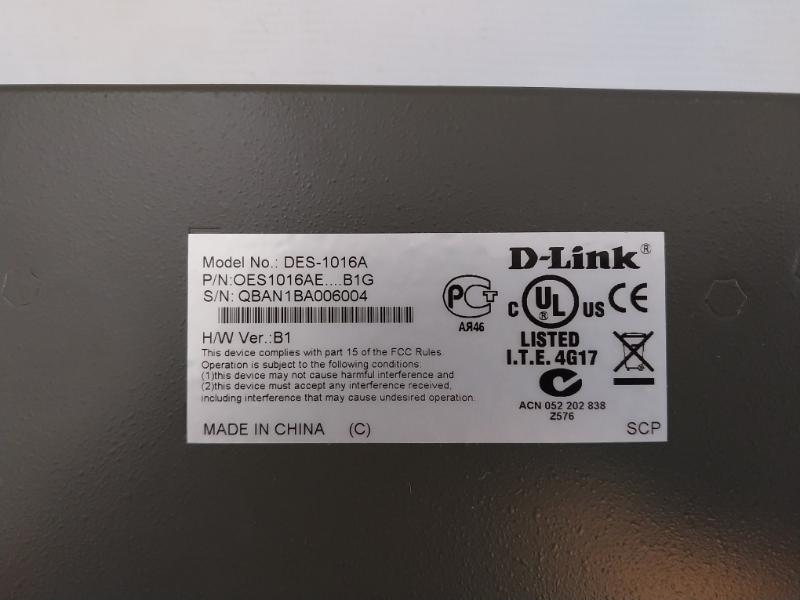 Model No.: DES-1016A
P/N:OES1016AE....B1G
S/N: QBAN1BA006004
H/W Ver.:B1
This device complies with part 15 of the FCC Rules.
Operation is subject to the following conditions:
(1)this device may not cause harmful interference and
(2)this device must accept any interference received,
including interference that may cause undesired operation.
MADE IN CHINA (C)
D-Link®
РСТ
АЯ46
C UL ® US CE
LISTED
I.T.E. 4G17
ACN 052 202 838
Z576
SCP